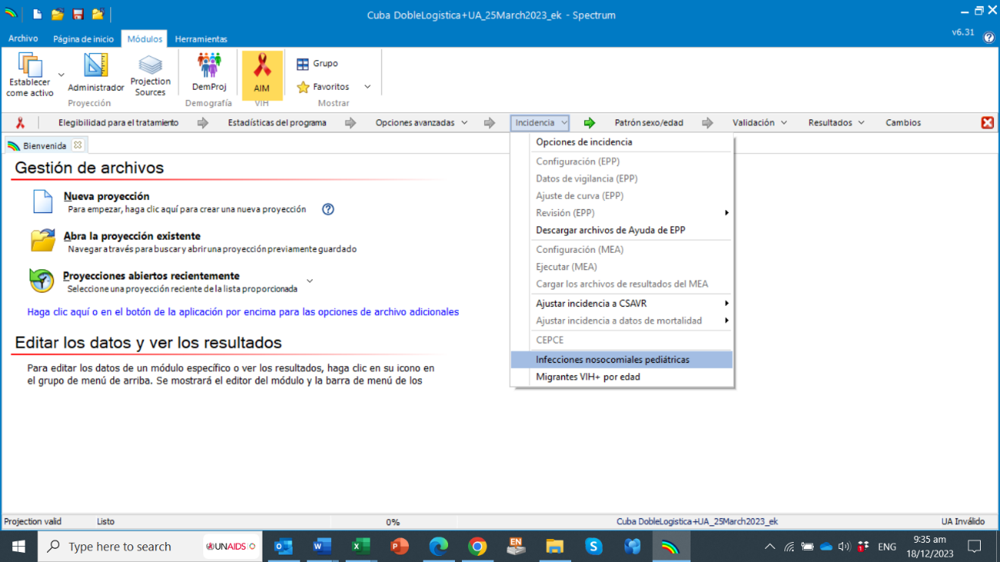 Cuba DobleLogistica+UA_25March2023_ek - Spectrum
Archivo Página de inicio Módulos Herramientas v6.31
Establecer come activo
Administrador
Projection Sources
Proyección
DemProj
Demografía
AIM
VIH
Grupo
Favoritos
Mostrar
Elegibilidad para el tratamiento Estadísticas del programa Opciones avanzadas Incidencia Patrón sexo/edad Validación Resultados Cambios
Bienvenida
Gestión de archivos
Nueva proyección
Para empezar, haga clic aquí para crear una nueva proyección
Abra la proyección existente
Navegar a través para buscar y abrir una proyección previamente guardado
Proyecciones abiertos recientemente
Seleccione una proyección reciente de la lista proporcionada
Haga clic aquí o en el botón de la aplicación por encima para las opciones de archivo adicionales
Editar los datos y ver los resultados
Para editar los datos de un módulo específico o ver los resultados, haga clic en su icono en
el grupo de menú de arriba. Se mostrará el editor del módulo y la barra de menú de los
Opciones de incidencia
Configuración (EPP)
Datos de vigilancia (EPP)
Ajuste de curva (EPP)
Revisión (EPP)
Descargar archivos de Ayuda de EPP
Configuración (MEA)
Ejecutar (MEA)
Cargar los archivos de resultados del MEA
Ajustar incidencia a CSAVR
Ajustar incidencia a datos de mortalidad
CEPCE
Infecciones nosocomiales pediátricas
Migrantes VIH+ por edad
Projection valid Listo 0% Cuba DobleLogistica+UA_25March2023_ek UA Inválido
Type here to search UNAIDS EN ENG 9:35 am
18/12/2023